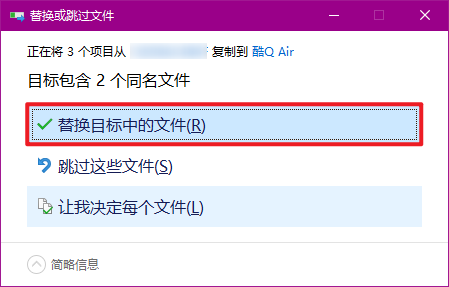 替换或跳过文件
正在将 3 个项目从 复制到 酷Q Air
目标包含 2 个同名文件
替换目标中的文件(R)
跳过这些文件(S)
让我决定每个文件(L)
简略信息